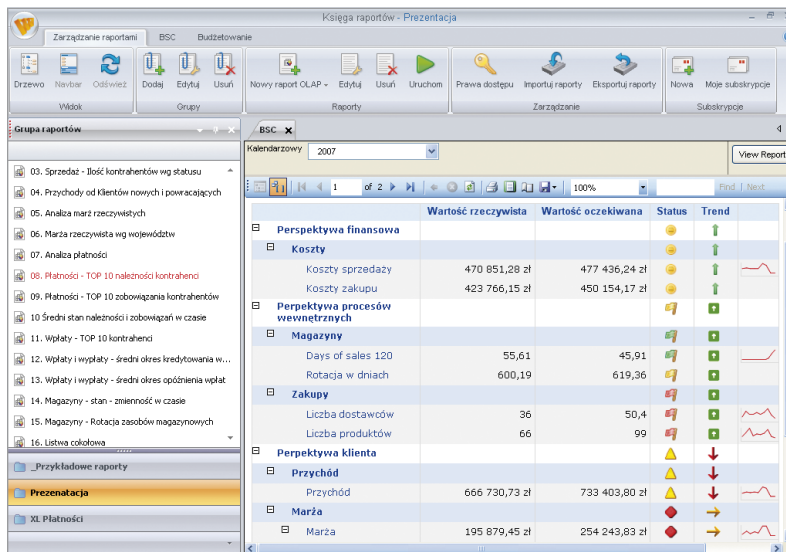 Księga raportów - Prezentacja
Zarządzanie raportami BSC Budżetowanie
Drzewo Navbar Odśwież Dodaj Edytuj Usuń Nowy raport OLAP Edytuj Usuń Uruchom Prawa dostępu Importuj raporty Eksportuj raporty Nowa Moje subskrypcje
Widok Grupy Raporty Zarządzanie Subskrypcje
Grupa raportów
03. Sprzedaż - Ilość kontrahentów wg statusu
04. Przychody od Klientów nowych i powracających
05. Analiza marż rzeczywistych
06. Marża rzeczywista wg województw
07. Analiza płatności
08. Płatności - TOP 10 należności kontrahenci
09. Płatności - TOP 10 zobowiązania kontrahentów
10 Średni stan należności i zobowiązań w czasie
11. Wpłaty - TOP 10 kontrahenci
12. Wpłaty i wypłaty - średni okres kredytowania w...
13. Wpłaty i wypłaty - średni okres opóźnienia wpłat
14. Magazyny - stan - zmienność w czasie
15. Magazyny - Rotacja zasobów magazynowych
16. Listwa cokołowa
_Przykładowe raporty
Prezenatacja
XL Płatności
BSC
Kalendarzowy 2007 View Report
1 of 2 100% Find | Next
Wartość rzeczywista Wartość oczekiwana Status Trend
Perspektywa finansowa
Koszty
Koszty sprzedaży 470 851,28 zł 477 436,24 zł
Koszty zakupu 423 766,15 zł 450 154,17 zł
Perpektywa procesów
wewnętrznych
Magazyny
Days of sales 120 55,61 45,91
Rotacja w dniach 600,19 619,36
Zakupy
Liczba dostawców 36 50,4
Liczba produktów 66 99
Perpektywa klienta
Przychód
Przychód 666 730,73 zł 733 403,80 zł
Marża
Marża 195 879,45 zł 254 243,83 zł